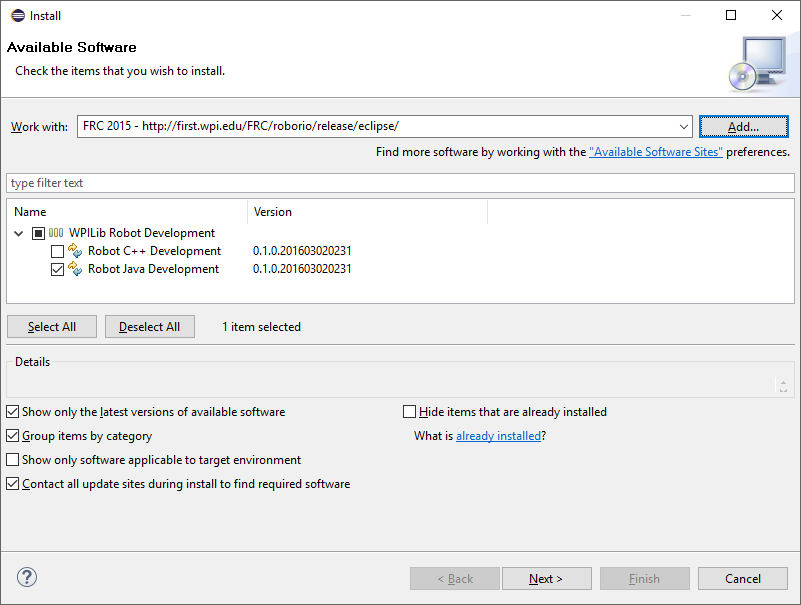 Install
Available Software
Check the items that you wish to install.
Work with: FRC 2015 - http://first.wpi.edu/FRC/roborio/release/eclipse/ Add...
Find more software by working with the "Available Software Sites" preferences.
type filter text
Name Version
WPILib Robot Development
Robot C++ Development 0.1.0.201603020231
Robot Java Development 0.1.0.201603020231
Select All Deselect All 1 item selected
Details
Show only the latest versions of available software Hide items that are already installed
Group items by category What is already installed?
Show only software applicable to target environment
Contact all update sites during install to find required software
? < Back Next > Finish Cancel